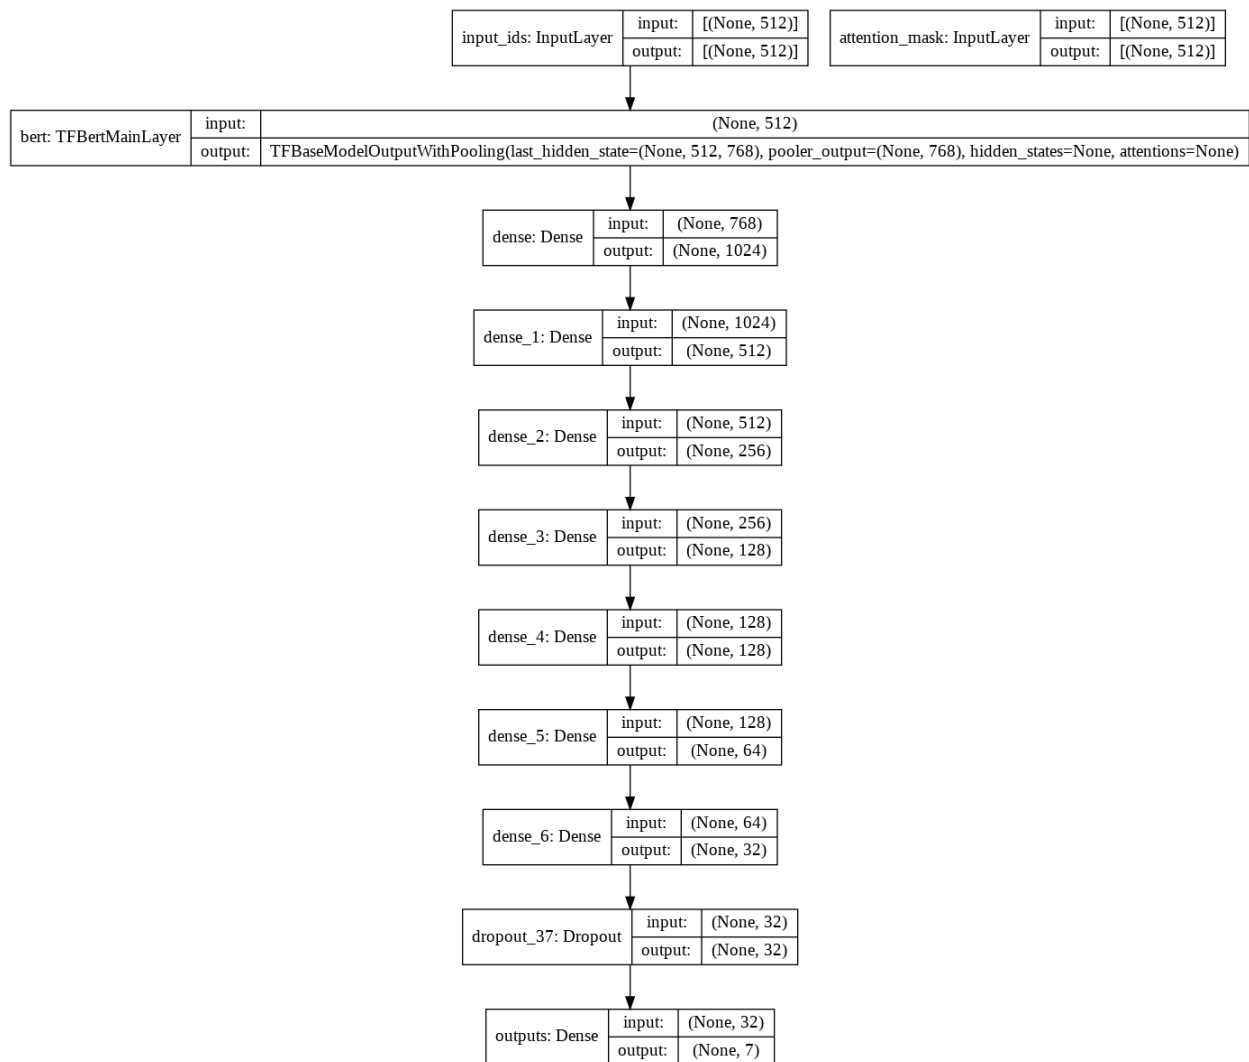 input_ids: InputLayer input: [(None, 512)]
output: [(None, 512)]
attention_mask: InputLayer input: [(None, 512)]
output: [(None, 512)]
bert: TFBertMainLayer input: (None, 512)
output: TFBaseModelOutputWithPooling(last_hidden_state=(None, 512, 768), pooler_output=(None, 768), hidden_states=None, attentions=None)
dense: Dense input: (None, 768)
output: (None, 1024)
dense_1: Dense input: (None, 1024)
output: (None, 512)
dense_2: Dense input: (None, 512)
output: (None, 256)
dense_3: Dense input: (None, 256)
output: (None, 128)
dense_4: Dense input: (None, 128)
output: (None, 128)
dense_5: Dense input: (None, 128)
output: (None, 64)
dense_6: Dense input: (None, 64)
output: (None, 32)
dropout_37: Dropout input: (None, 32)
output: (None, 32)
outputs: Dense input: (None, 32)
output: (None, 7)